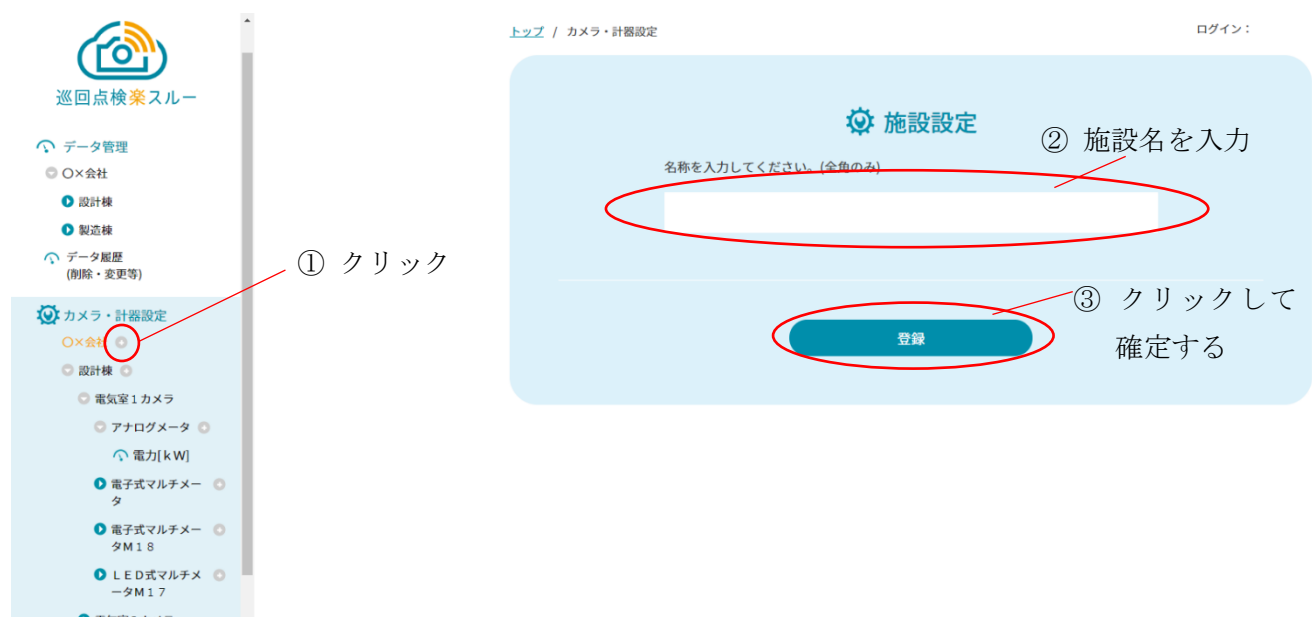 巡回点検楽スルー
データ管理
〇×会社
設計棟
製造棟
データ履歴
(削除・変更等)
カメラ・計器設定
〇×会社
設計棟
電気室１カメラ
アナログメータ
電力[ｋW]
電子式マルチメー
タ
電子式マルチメー
タM１８
ＬＥＤ式マルチメ
ータM１７
① クリック
トップ / カメラ・計器設定
ログイン：
施設設定
② 施設名を入力
名称を入力してください。(全角のみ)
③ クリックして
確定する
登録